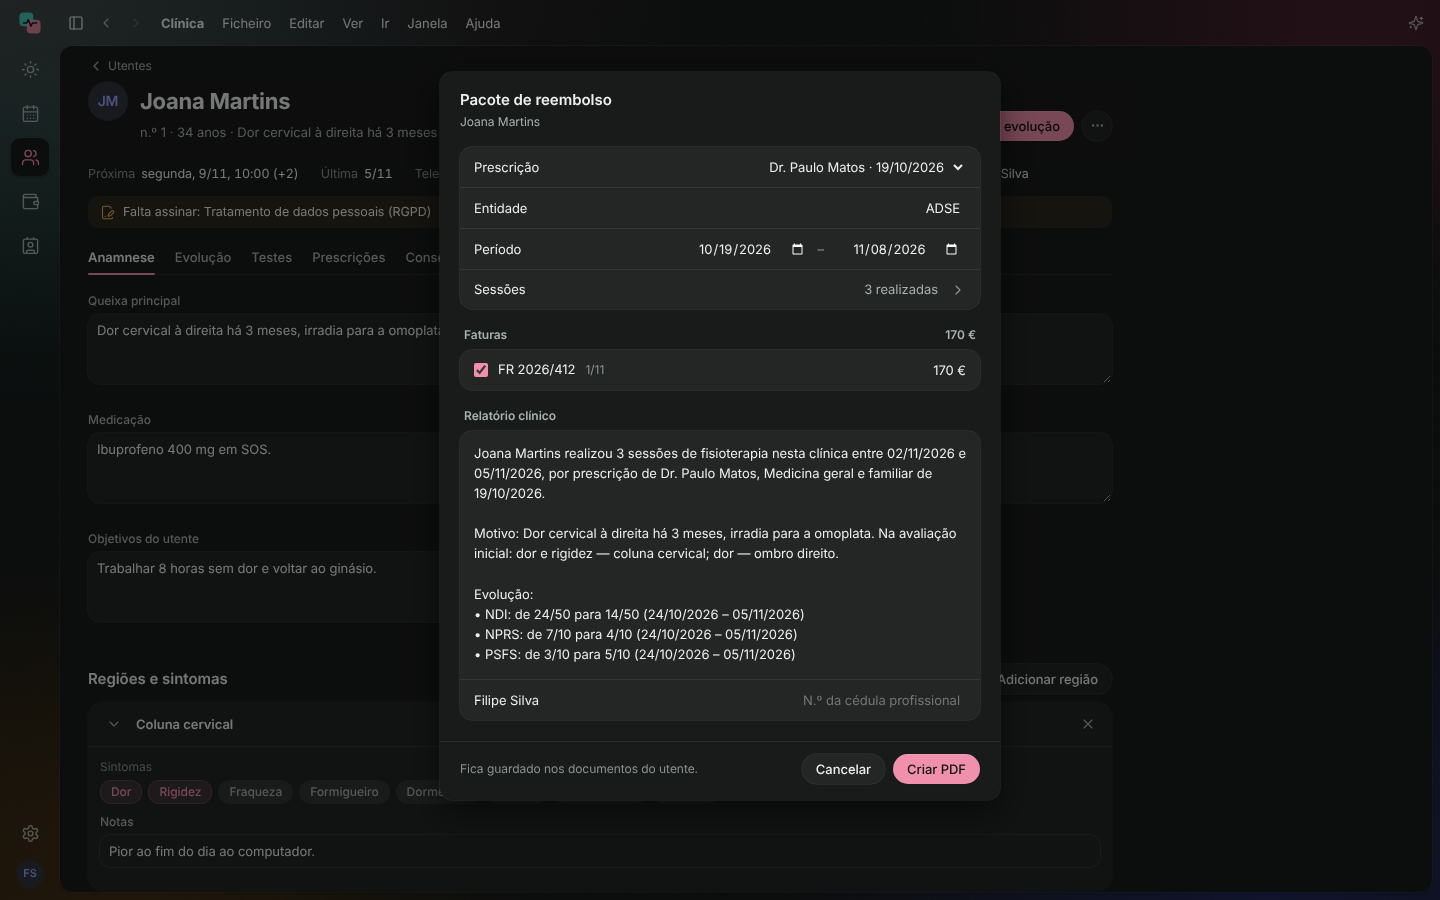 Clínica Ficheiro Editar Ver Ir Janela Ajuda
Utentes
JM Joana Martins
n.º 1 · 34 anos · Dor cervical à direita há 3 meses
evolução
Próxima segunda, 9/11, 10:00 (+2) Última 5/11 Tele
Silva
Falta assinar: Tratamento de dados pessoais (RGPD)
Anamnese Evolução Testes Prescrições Cons
Queixa principal
Dor cervical à direita há 3 meses, irradia para a omoplata
Medicação
Ibuprofeno 400 mg em SOS.
Objetivos do utente
Trabalhar 8 horas sem dor e voltar ao ginásio.
Regiões e sintomas
Adicionar região
Coluna cervical
Sintomas
Dor Rigidez Fraqueza Formigueiro Dorme
Notas
Pior ao fim do dia ao computador.
FS
Pacote de reembolso
Joana Martins
Prescrição Dr. Paulo Matos · 19/10/2026
Entidade ADSE
Período 10/19/2026 – 11/08/2026
Sessões 3 realizadas
Faturas 170 €
FR 2026/412 1/11 170 €
Relatório clínico
Joana Martins realizou 3 sessões de fisioterapia nesta clínica entre 02/11/2026 e
05/11/2026, por prescrição de Dr. Paulo Matos, Medicina geral e familiar de
19/10/2026.
Motivo: Dor cervical à direita há 3 meses, irradia para a omoplata. Na avaliação
inicial: dor e rigidez — coluna cervical; dor — ombro direito.
Evolução:
• NDI: de 24/50 para 14/50 (24/10/2026 – 05/11/2026)
• NPRS: de 7/10 para 4/10 (24/10/2026 – 05/11/2026)
• PSFS: de 3/10 para 5/10 (24/10/2026 – 05/11/2026)
Filipe Silva N.º da cédula profissional
Fica guardado nos documentos do utente.
Cancelar Criar PDF